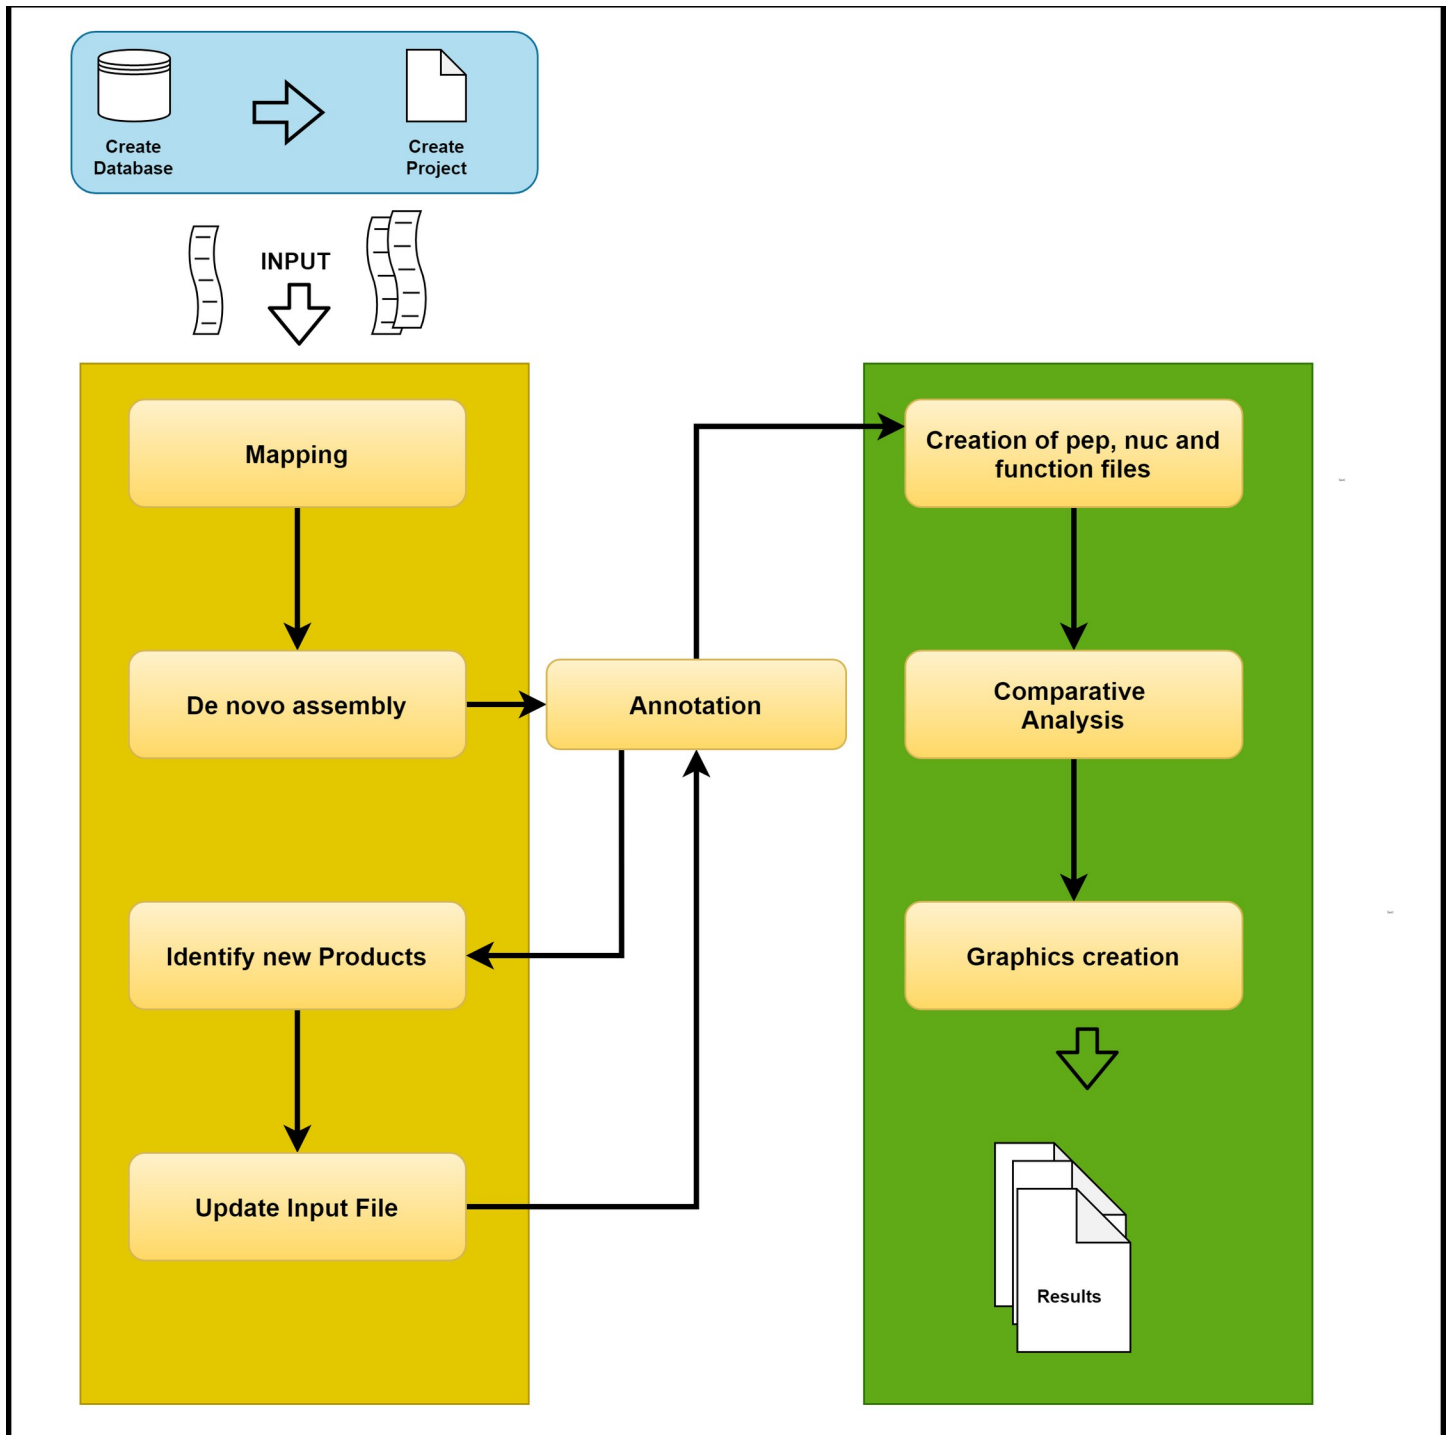 Create
Database
Create
Project
INPUT
Mapping
De novo assembly
Annotation
Identify new Products
Update Input File
Creation of pep, nuc and
function files
Comparative
Analysis
Graphics creation
Results